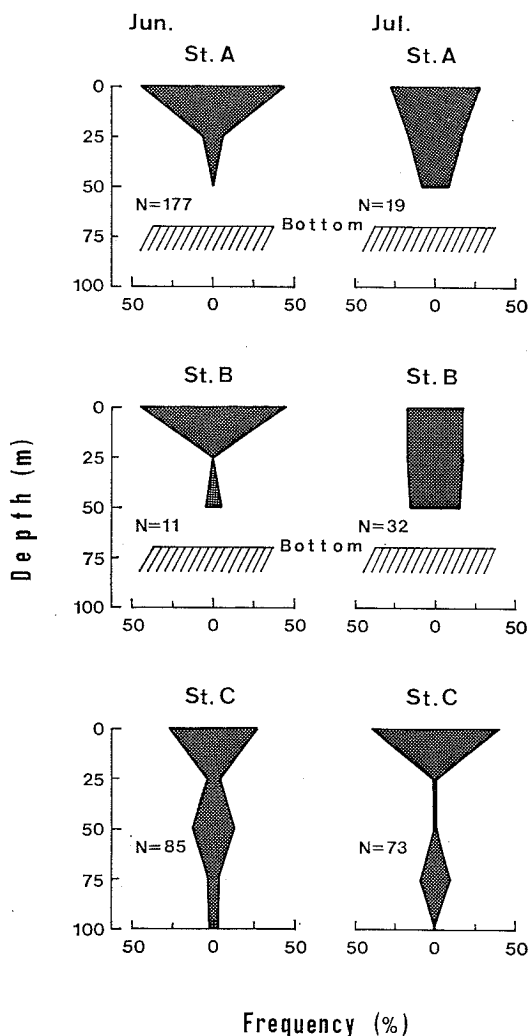 Jun. Jul.
St. A St. A
0
25
50
75
100
N=177 N=19
Bottom
50 0 50 50 0 50
St. B St. B
0
25
50
75
100
N=11 N=32
Bottom
50 0 50 50 0 50
St. C St. C
0
25
50
75
100
N=85 N=73
50 0 50 50 0 50
Depth (m)
Frequency (%)